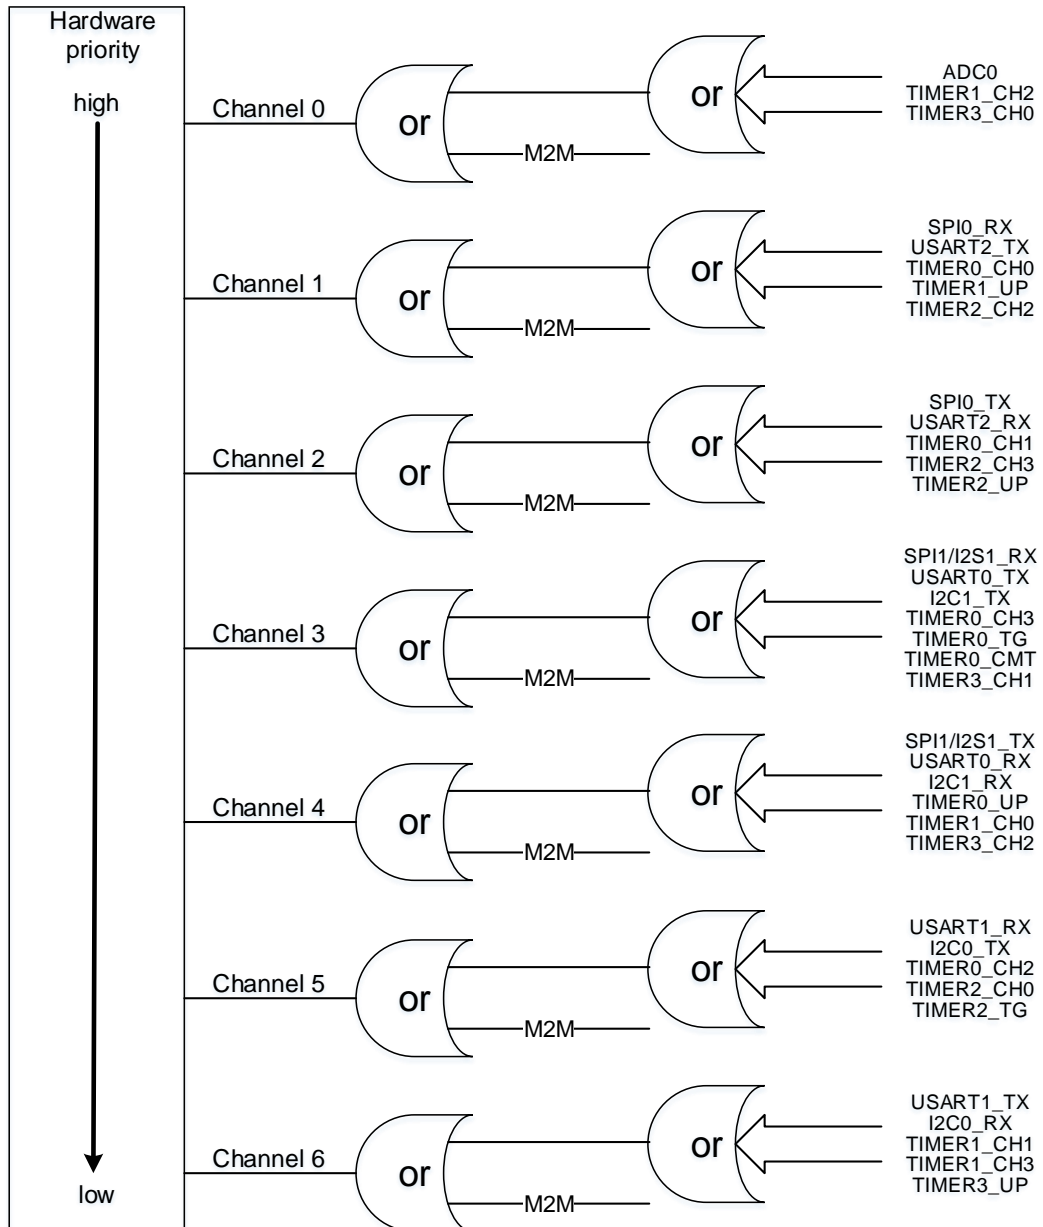 Hardware
priority
high
low
Channel 0
or
M2M
or
ADC0
TIMER1_CH2
TIMER3_CH0
Channel 1
or
M2M
or
SPI0_RX
USART2_TX
TIMER0_CH0
TIMER1_UP
TIMER2_CH2
Channel 2
or
M2M
or
SPI0_TX
USART2_RX
TIMER0_CH1
TIMER2_CH3
TIMER2_UP
Channel 3
or
M2M
or
SPI1/I2S1_RX
USART0_TX
I2C1_TX
TIMER0_CH3
TIMER0_TG
TIMER0_CMT
TIMER3_CH1
Channel 4
or
M2M
or
SPI1/I2S1_TX
USART0_RX
I2C1_RX
TIMER0_UP
TIMER1_CH0
TIMER3_CH2
Channel 5
or
M2M
or
USART1_RX
I2C0_TX
TIMER0_CH2
TIMER2_CH0
TIMER2_TG
Channel 6
or
M2M
or
USART1_TX
I2C0_RX
TIMER1_CH1
TIMER1_CH3
TIMER3_UP